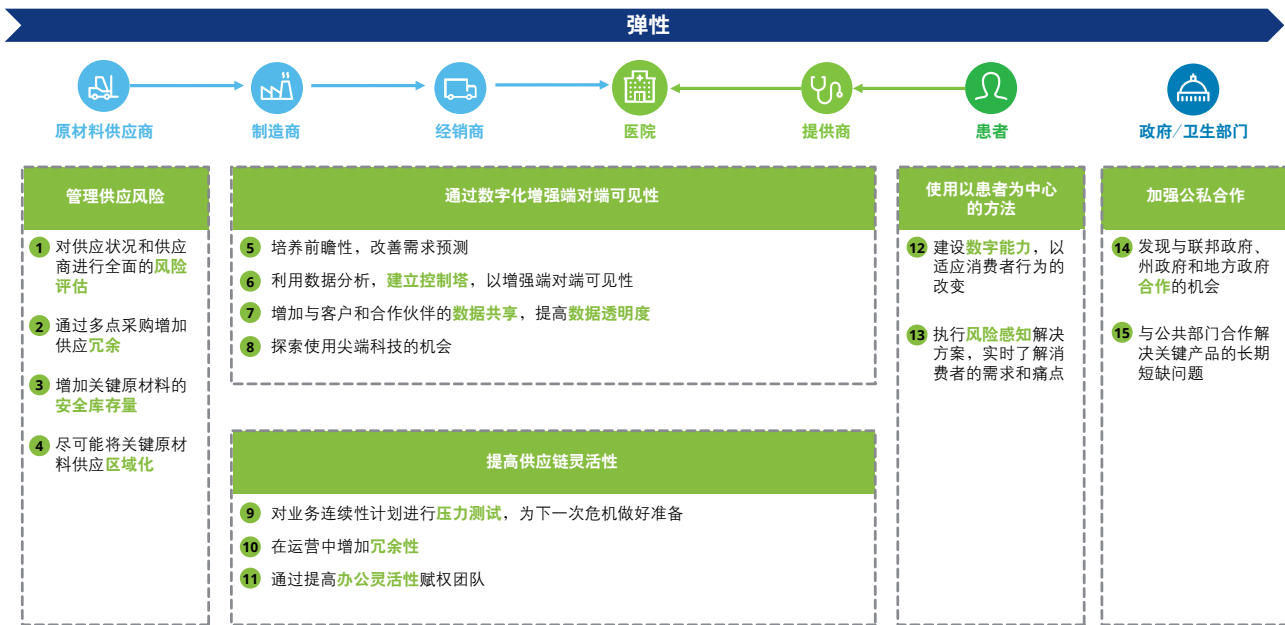 弹性
原材料供应商
制造商
经销商
医院
提供商
患者
政府/卫生部门
管理供应风险
1 对供应状况和供应
商进行全面的风险
评估
2 通过多点采购增加
供应冗余
3 增加关键原材料的
安全库存量
4 尽可能将关键原材
料供应区域化
通过数字化增强端对端可见性
5 培养前瞻性，改善需求预测
6 利用数据分析，建立控制塔，以增强端对端可见性
7 增加与客户和合作伙伴的数据共享，提高数据透明度
8 探索使用尖端科技的机会
提高供应链灵活性
9 对业务连续性计划进行压力测试，为下一次危机做好准备
10 在运营中增加冗余性
11 通过提高办公灵活性赋权团队
使用以患者为中心
的方法
12 建设数字能力，以
适应消费者行为的
改变
13 执行风险感知解决
方案，实时了解消
费者的需求和痛点
加强公私合作
14 发现与联邦政府、
州政府和地方政府
合作的机会
15 与公共部门合作解
决关键产品的长期
短缺问题